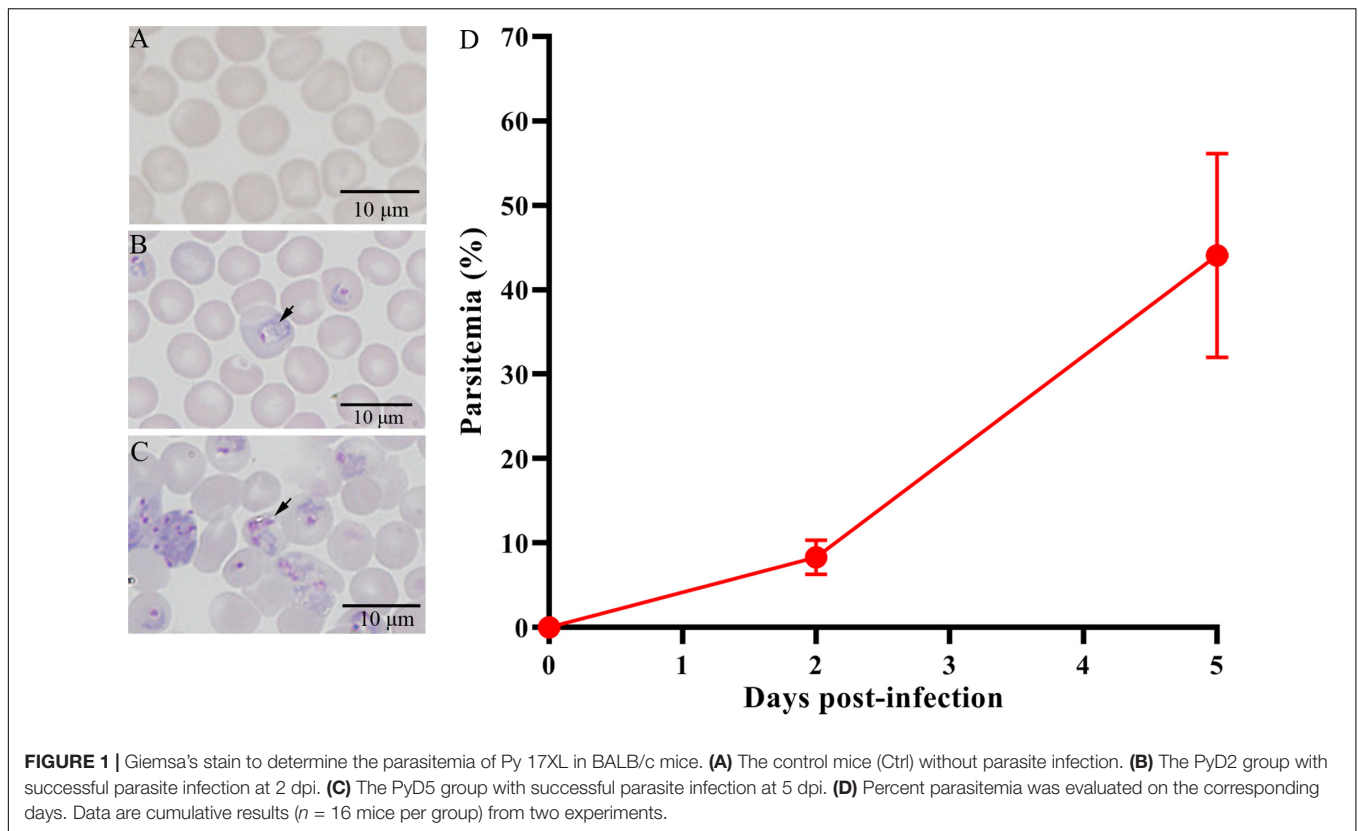 A
10 μm
B
10 μm
C
10 μm
D
70
60
50
40
30
20
10
0
Parsitemia (%)
0 1 2 3 4 5
Days post-infection
FIGURE 1 | Giemsa's stain to determine the parasitemia of Py 17XL in BALB/c mice. (A) The control mice (Ctrl) without parasite infection. (B) The PyD2 group with
successful parasite infection at 2 dpi. (C) The PyD5 group with successful parasite infection at 5 dpi. (D) Percent parasitemia was evaluated on the corresponding
days. Data are cumulative results (n = 16 mice per group) from two experiments.